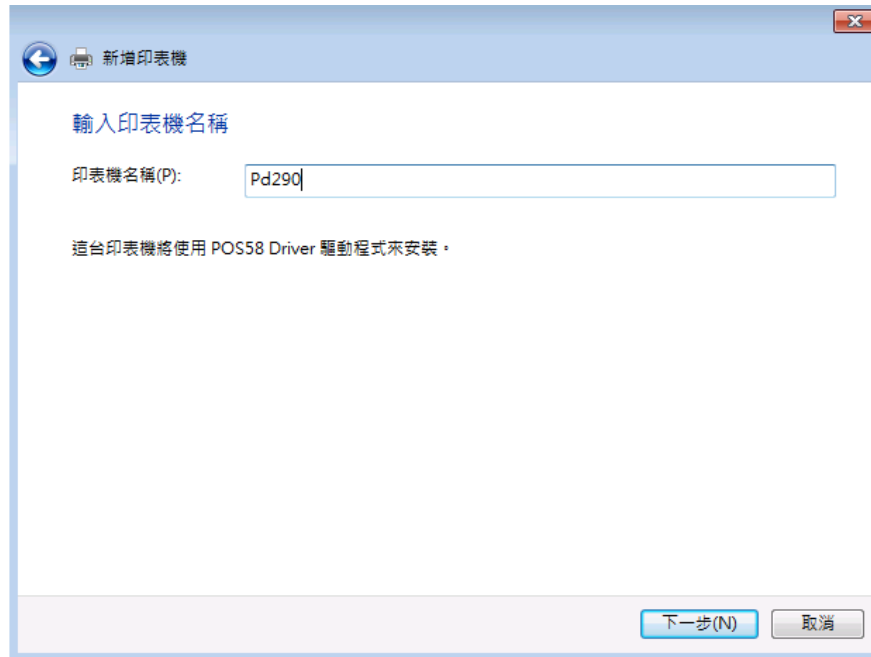 新增印表機
輸入印表機名稱
印表機名稱(P):
Pd290
這台印表機將使用 POS58 Driver 驅動程式來安裝。
下一步(N)
取消